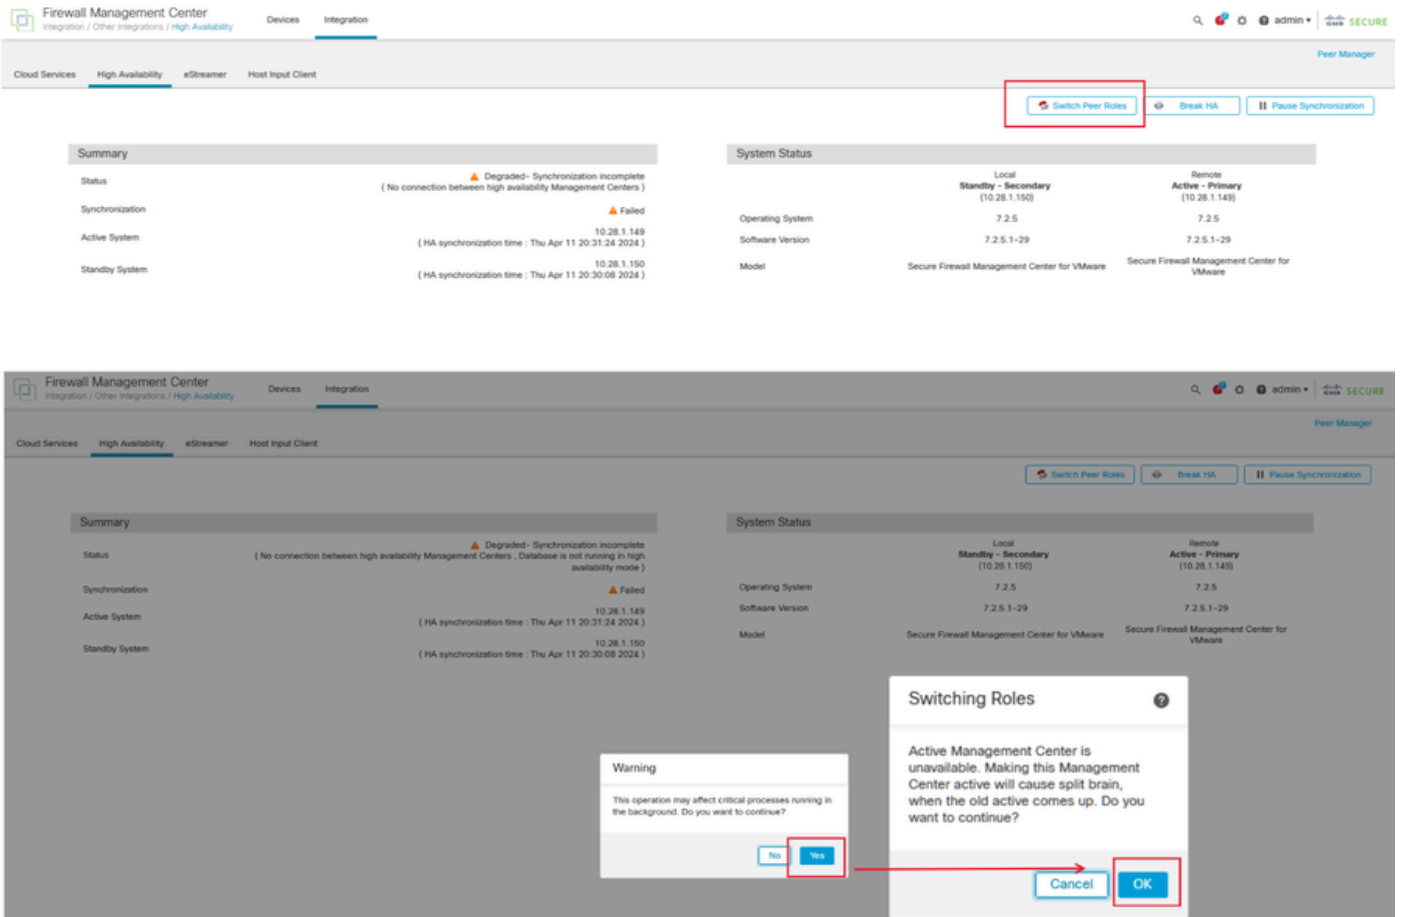 Firewall Management Center
Integration / Other Integrations / High Availability
Devices
Integration
admin
cisco SECURE
Peer Manager
Cloud Services
High Availability
eStreamer
Host Input Client
Switch Peer Roles
Break HA
Pause Synchronization
Summary
Status
Degraded- Synchronization incomplete
( No connection between high availability Management Centers )
Synchronization
Failed
Active System
10.28.1.149
( HA synchronization time : Thu Apr 11 20:31:24 2024 )
Standby System
10.28.1.150
( HA synchronization time : Thu Apr 11 20:30:08 2024 )
System Status
Local
Standby - Secondary
(10.28.1.150)
Remote
Active - Primary
(10.28.1.149)
Operating System
7.2.5
7.2.5
Software Version
7.2.5.1-29
7.2.5.1-29
Model
Secure Firewall Management Center for VMware
Secure Firewall Management Center for
VMware
Firewall Management Center
Integration / Other Integrations / High Availability
Devices
Integration
admin
cisco SECURE
Peer Manager
Cloud Services
High Availability
eStreamer
Host Input Client
Switch Peer Roles
Break HA
Pause Synchronization
Summary
Status
Degraded- Synchronization incomplete
( No connection between high availability Management Centers , Database is not running in high
availability mode )
Synchronization
Failed
Active System
10.28.1.149
( HA synchronization time : Thu Apr 11 20:31:24 2024 )
Standby System
10.28.1.150
( HA synchronization time : Thu Apr 11 20:30:08 2024 )
System Status
Local
Standby - Secondary
(10.28.1.150)
Remote
Active - Primary
(10.28.1.149)
Operating System
7.2.5
7.2.5
Software Version
7.2.5.1-29
7.2.5.1-29
Model
Secure Firewall Management Center for VMware
Secure Firewall Management Center for
VMware
Warning
This operation may affect critical processes running in
the background. Do you want to continue?
No
Yes
Switching Roles
Active Management Center is
unavailable. Making this Management
Center active will cause split brain,
when the old active comes up. Do you
want to continue?
Cancel
OK